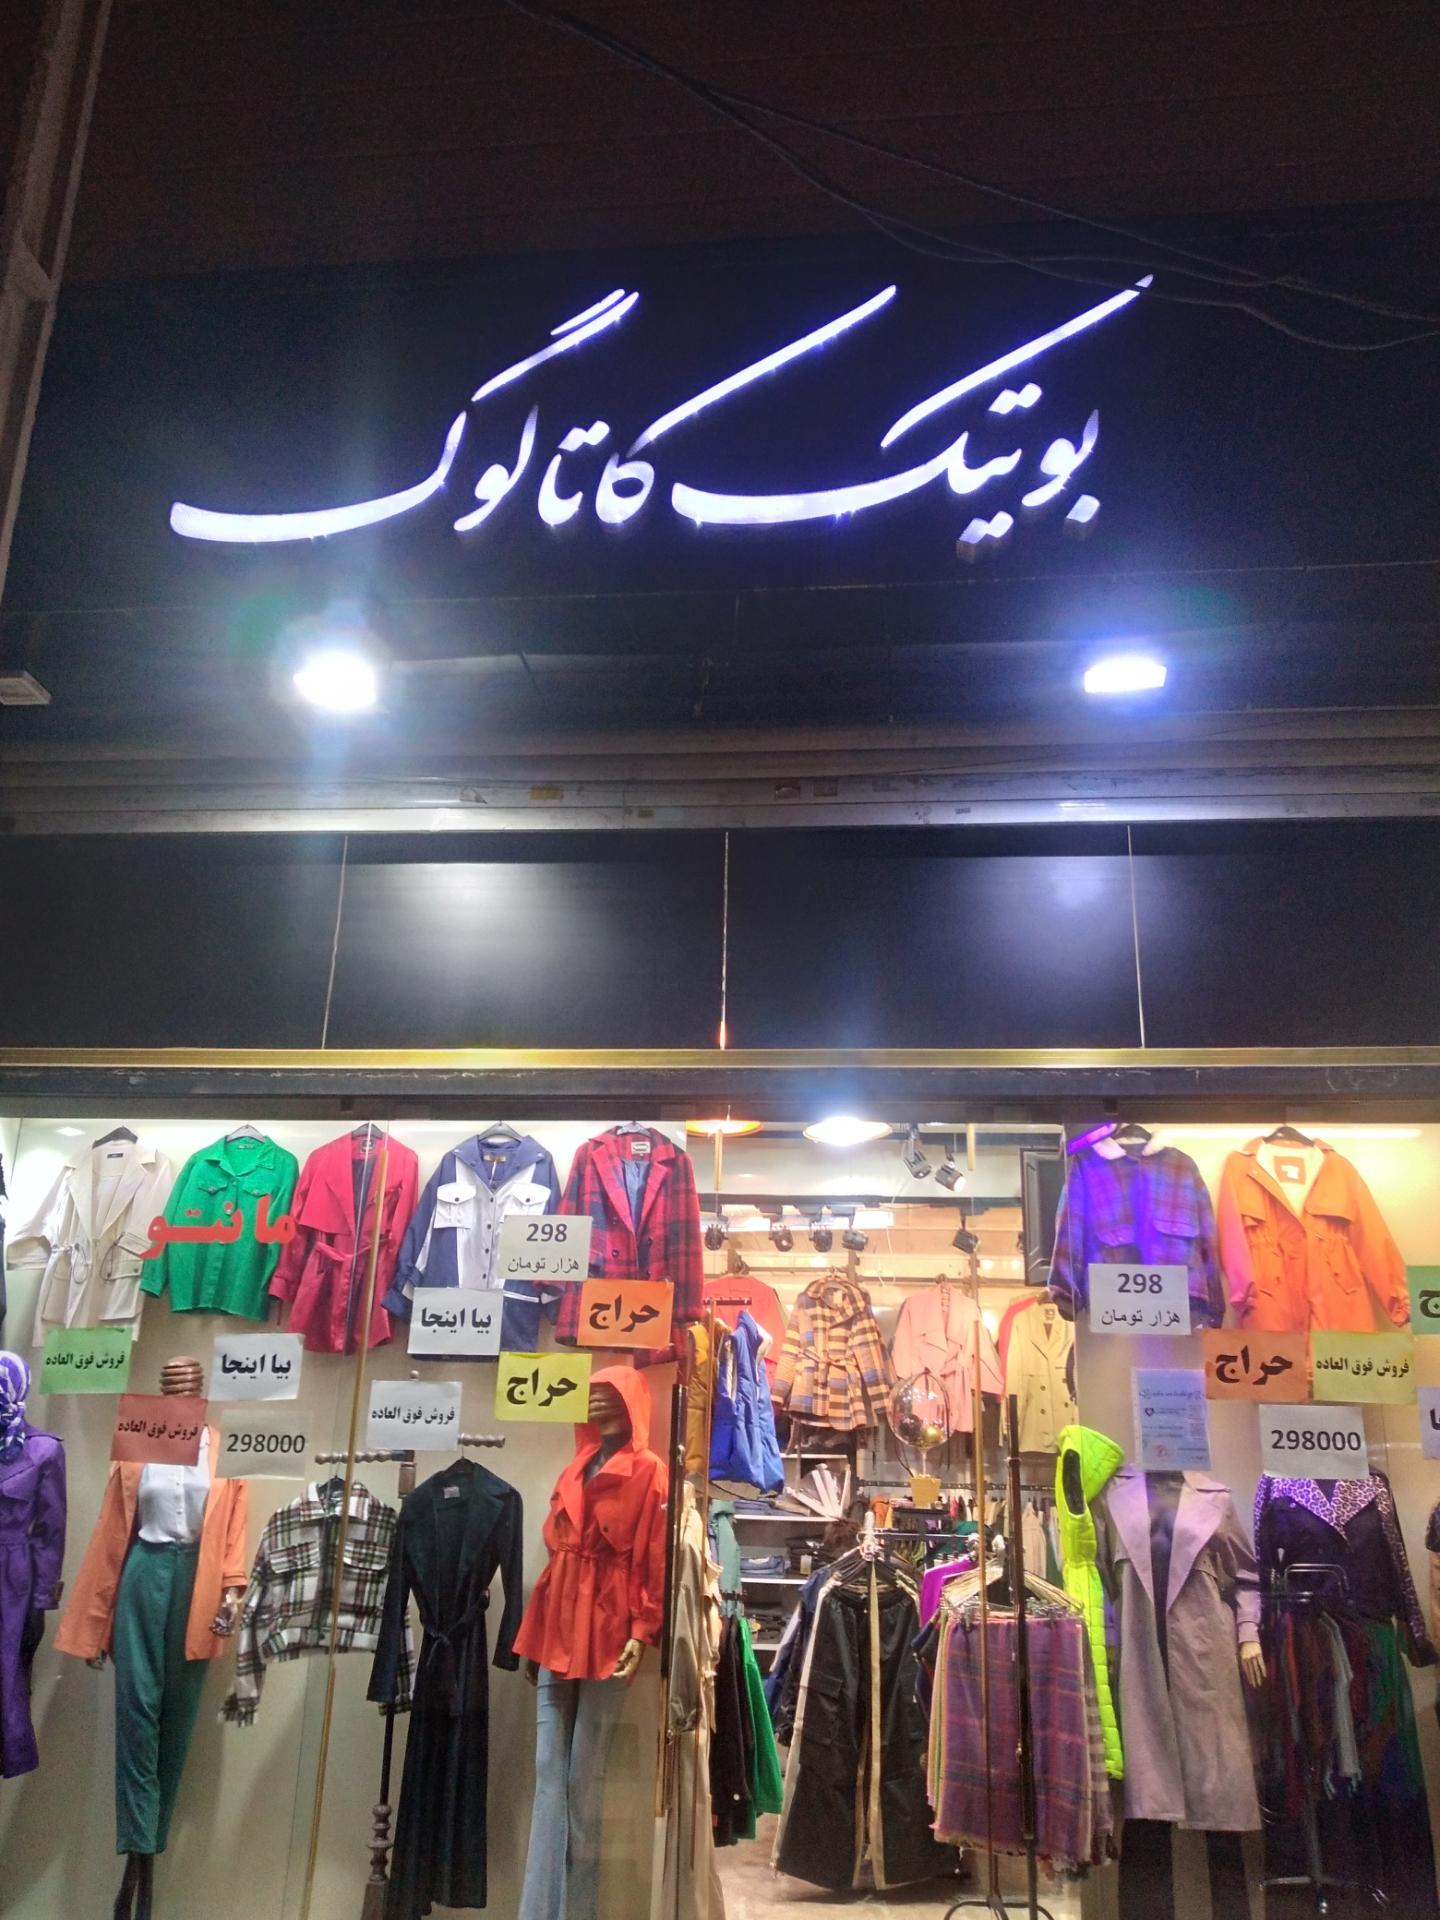 بوتیک کاتالوگ
مانتو
298
هزار تومان
بیا اینجا
حراج
298
هزار تومان
فروش فوق العاده
بیا اینجا
حراج
حراج
فروش فوق العاده
فروش فوق العاده
298000
فروش فوق العاده
298000